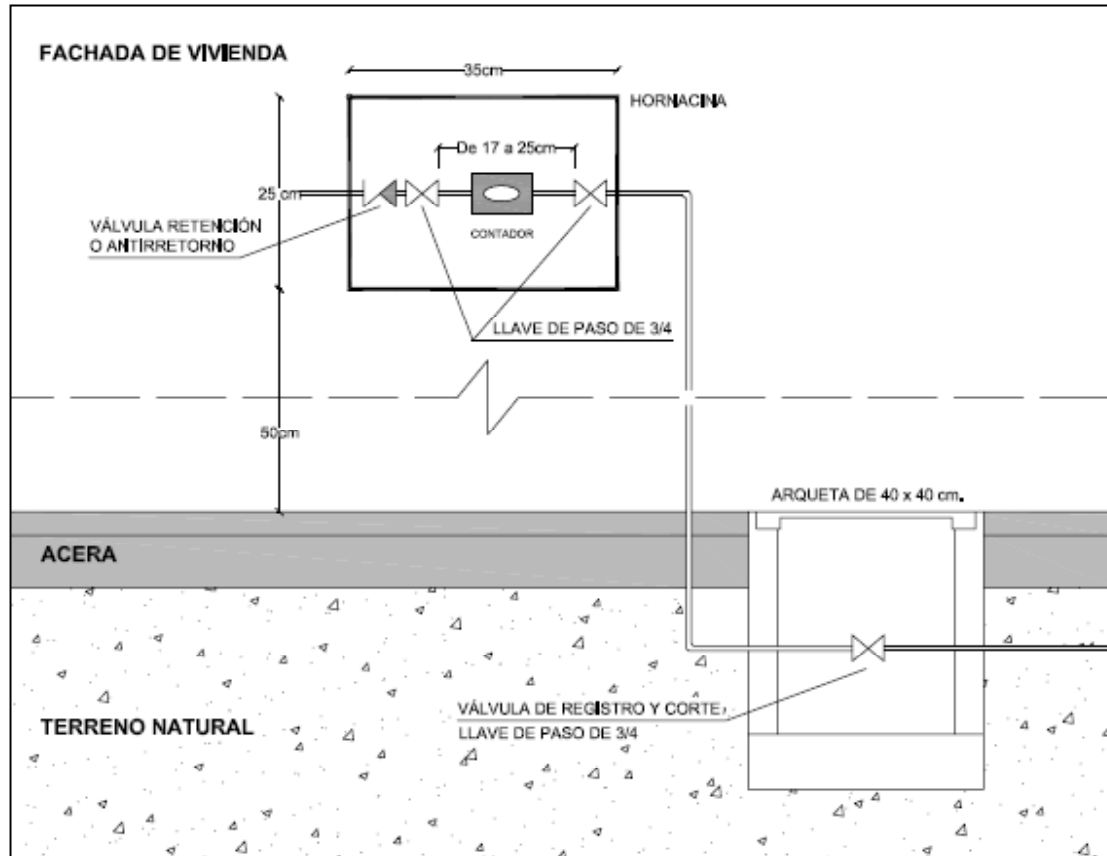 FACHADA DE VIVIENDA
35cm
HORNACINA
De 17 a 25cm
25 cm
VÁLVULA RETENCIÓN
O ANTIRRETORNO
CONTADOR
LLAVE DE PASO DE 3/4
50cm
ARQUETA DE 40 x 40 cm.
ACERA
VÁLVULA DE REGISTRO Y CORTE,
LLAVE DE PASO DE 3/4
TERRENO NATURAL